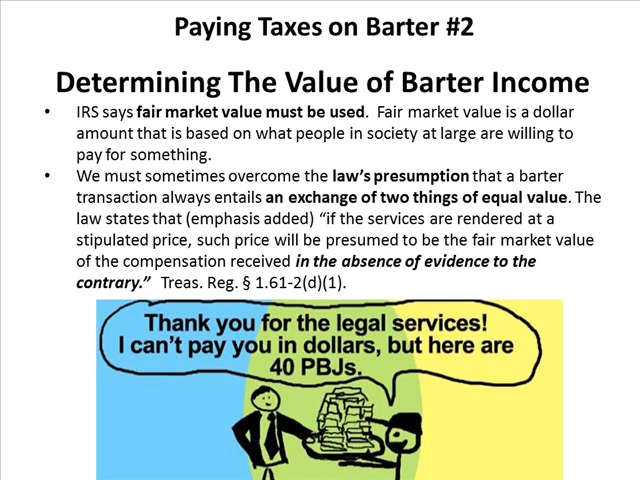 Paying Taxes on Barter #2
Determining The Value of Barter Income
• IRS says fair market value must be used. Fair market value is a dollar
amount that is based on what people in society at large are willing to
pay for something.
• We must sometimes overcome the law's presumption that a barter
transaction always entails an exchange of two things of equal value. The
law states that (emphasis added) “if the services are rendered at a
stipulated price, such price will be presumed to be the fair market value
of the compensation received in the absence of evidence to the
contrary.” Treas. Reg. § 1.61-2(d)(1).
Thank you for the legal services!
I can't pay you in dollars, but here are
40 PBJs.